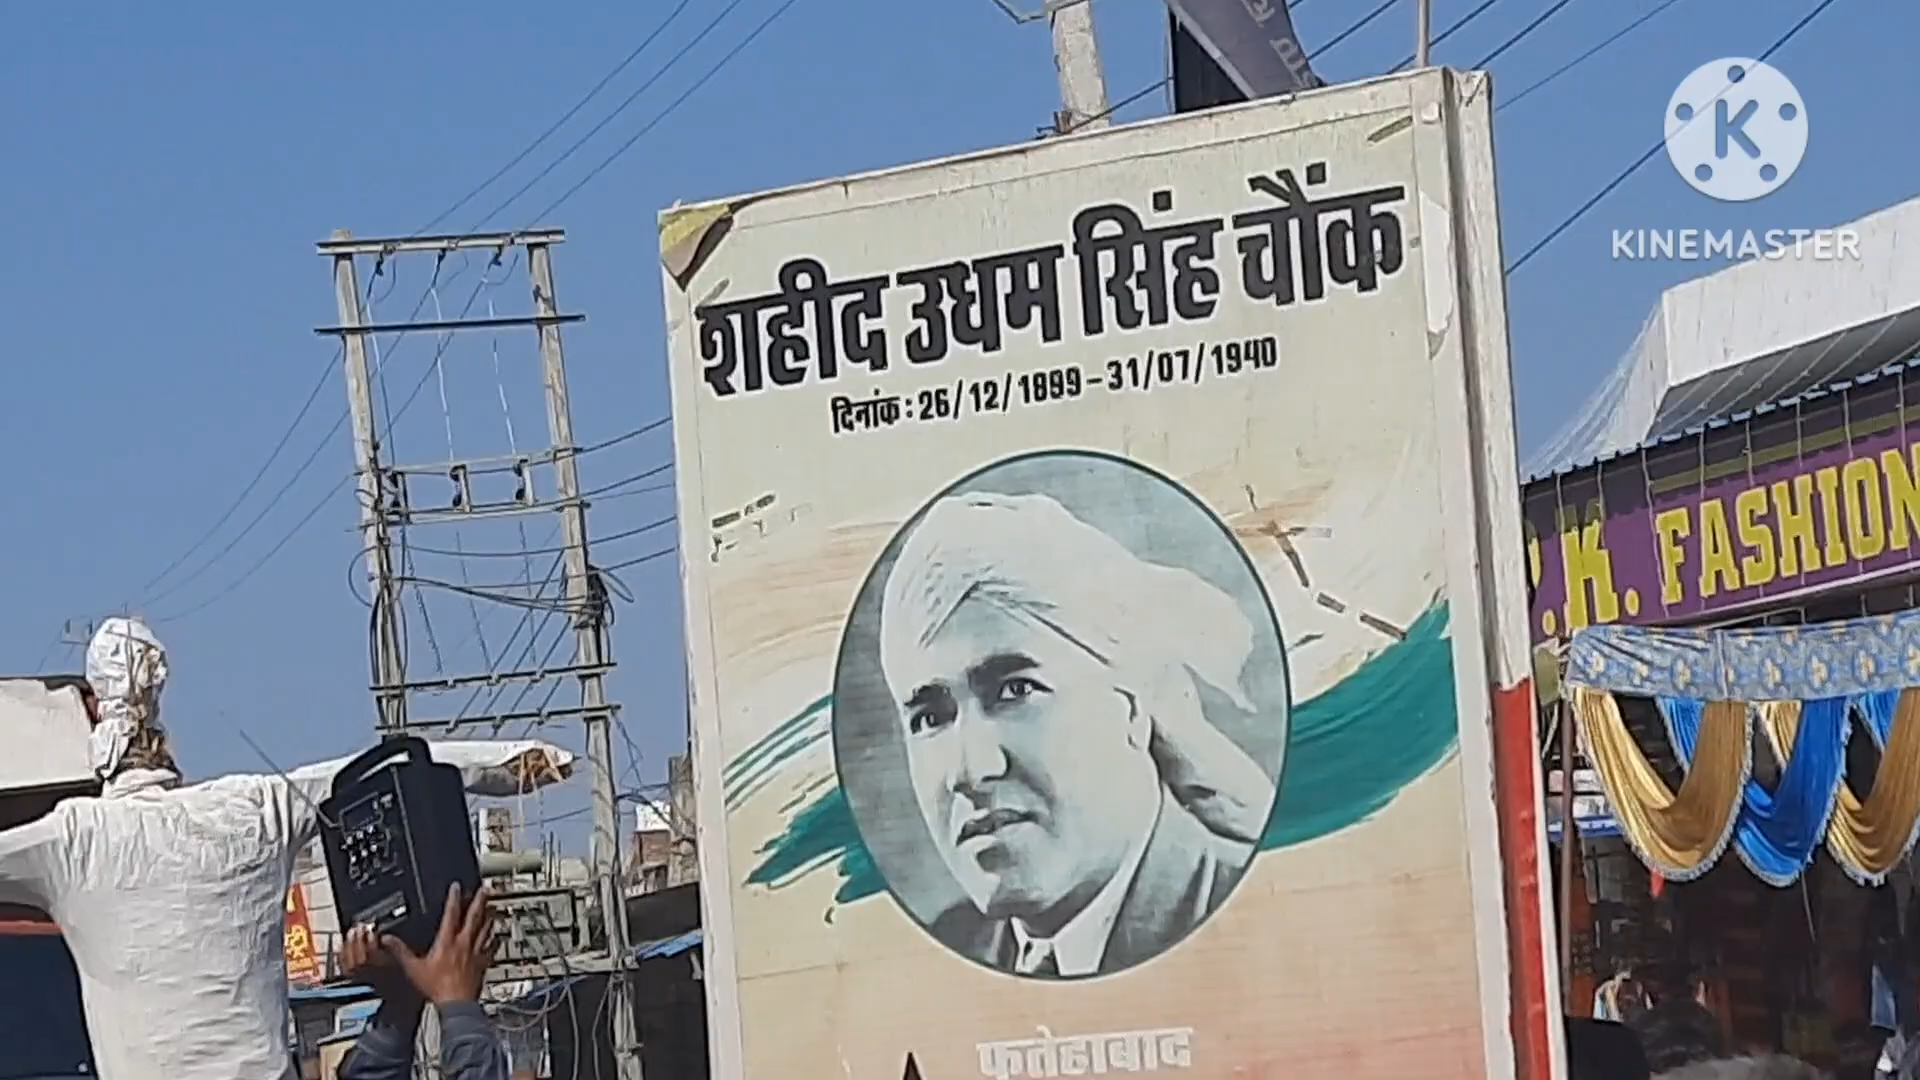 शहीद उधम सिंह चौंक
दिनांक : 26/12/1899 – 31/07/1940
फतेहाबाद
K. FASHION
K
KINEMASTER